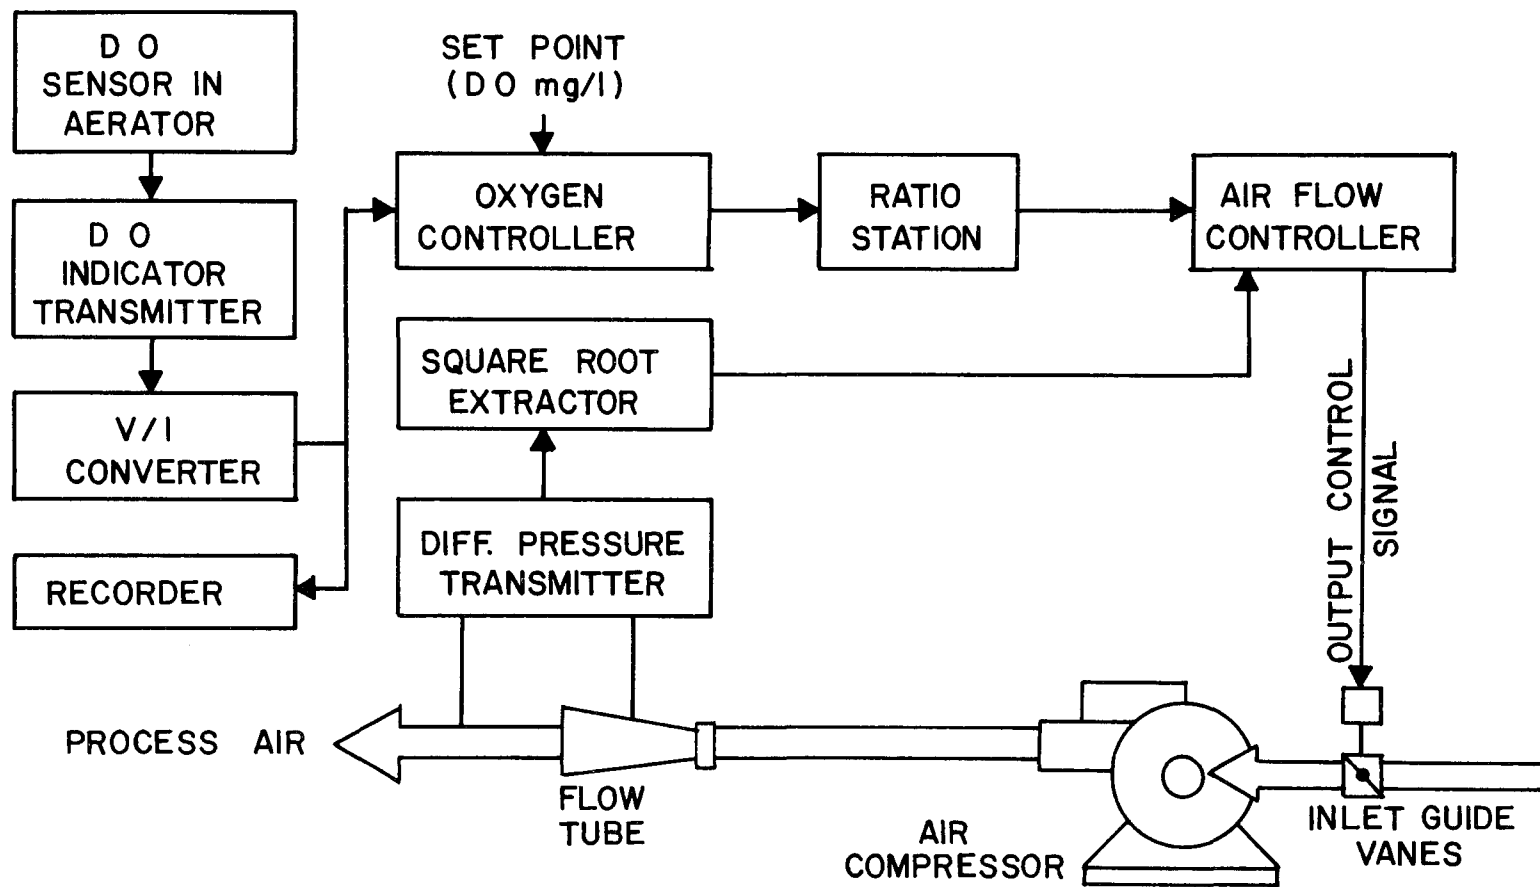 D O
SENSOR IN
AERATOR
D O
INDICATOR
TRANSMITTER
V/I
CONVERTER
RECORDER
SET POINT
(D O mg/l)
OXYGEN
CONTROLLER
RATIO
STATION
AIR FLOW
CONTROLLER
SQUARE ROOT
EXTRACTOR
DIFF. PRESSURE
TRANSMITTER
OUTPUT CONTROL
SIGNAL
PROCESS AIR
FLOW
TUBE
AIR
COMPRESSOR
INLET GUIDE
VANES